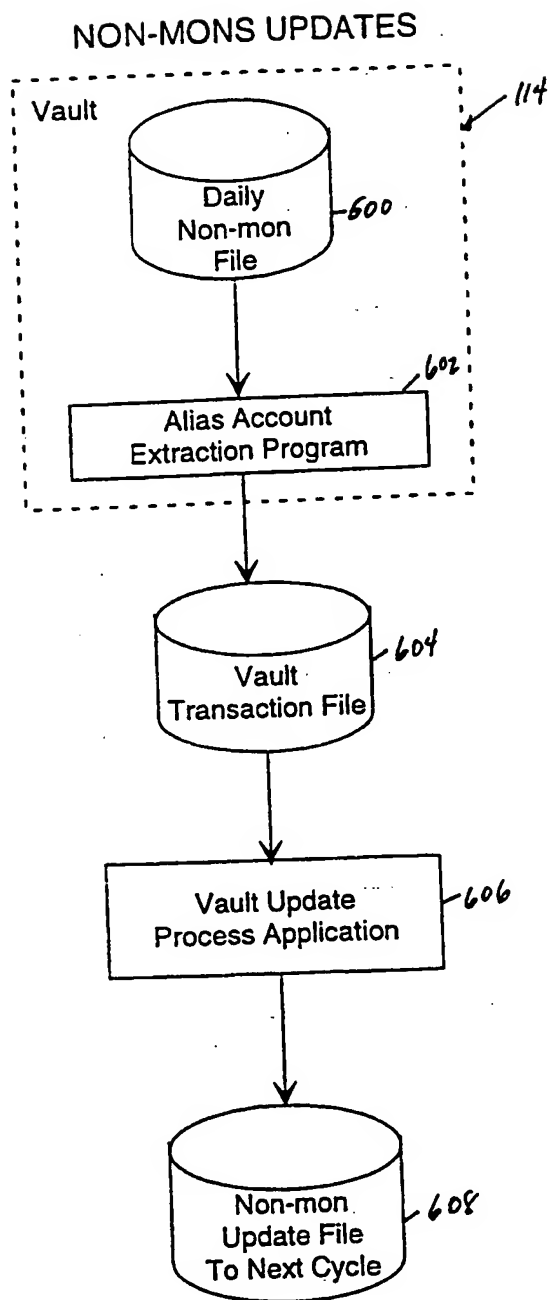 NON-MONS UPDATES
114
Vault
Daily
Non-mon
File
600
602
Alias Account
Extraction Program
604
Vault
Transaction File
Vault Update
Process Application
606
Non-mon
Update File
To Next Cycle
608